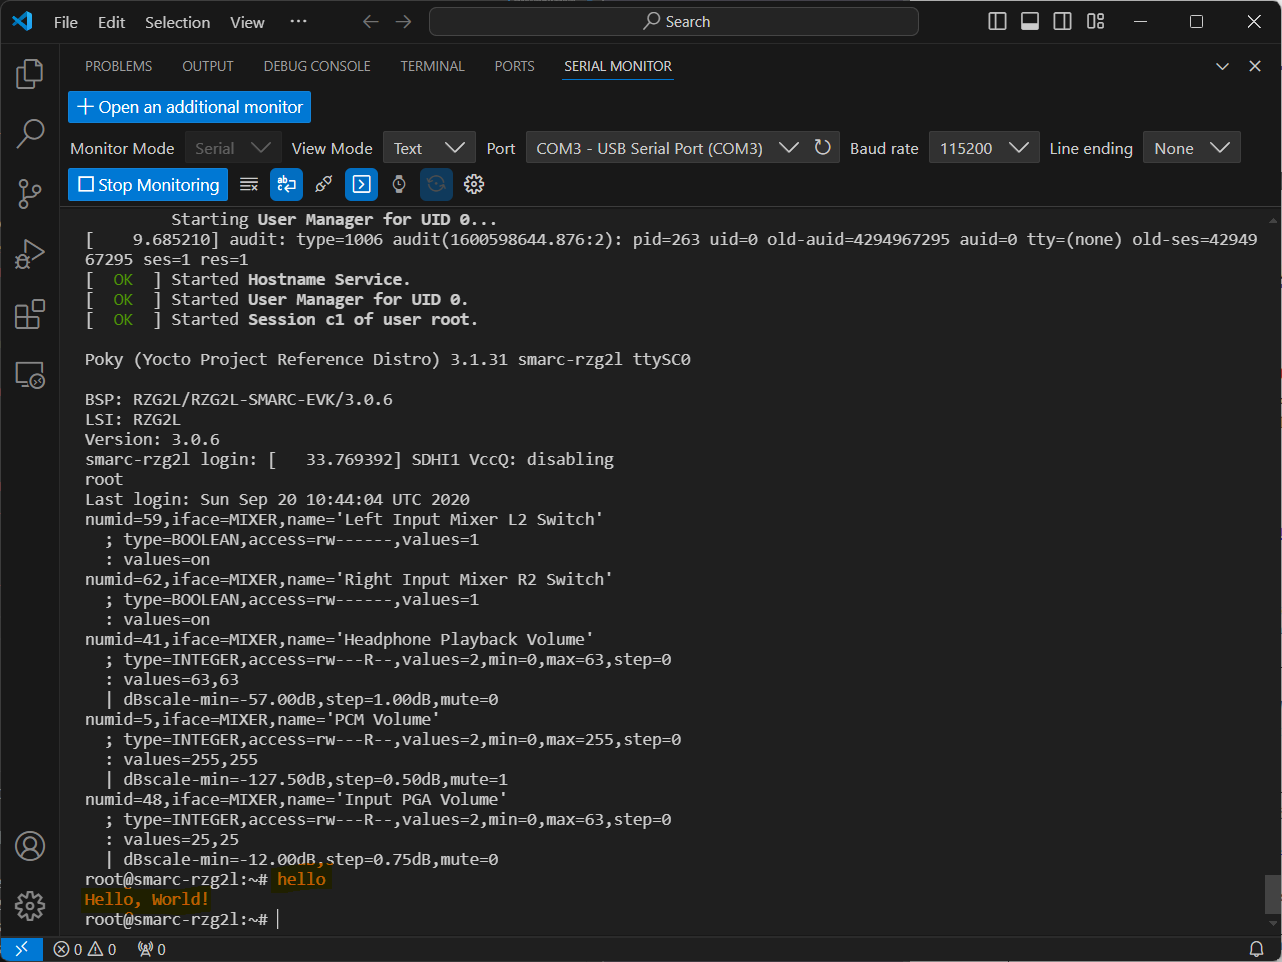 File Edit Selection View ··· Search
PROBLEMS OUTPUT DEBUG CONSOLE TERMINAL PORTS SERIAL MONITOR
Open an additional monitor
Monitor Mode Serial View Mode Text Port COM3 - USB Serial Port (COM3) Baud rate 115200 Line ending None
Stop Monitoring
Starting User Manager for UID 0...
[    9.685210] audit: type=1006 audit(1600598644.876:2): pid=263 uid=0 old-auid=4294967295 auid=0 tty=(none) old-ses=42949
67295 ses=1 res=1
[  OK  ] Started Hostname Service.
[  OK  ] Started User Manager for UID 0.
[  OK  ] Started Session c1 of user root.
Poky (Yocto Project Reference Distro) 3.1.31 smarc-rzg2l ttySC0
BSP: RZG2L/RZG2L-SMARC-EVK/3.0.6
LSI: RZG2L
Version: 3.0.6
smarc-rzg2l login: [   33.769392] SDHI1 VccQ: disabling
root
Last login: Sun Sep 20 10:44:04 UTC 2020
numid=59,iface=MIXER,name='Left Input Mixer L2 Switch'
; type=BOOLEAN,access=rw------,values=1
: values=on
numid=62,iface=MIXER,name='Right Input Mixer R2 Switch'
; type=BOOLEAN,access=rw------,values=1
: values=on
numid=41,iface=MIXER,name='Headphone Playback Volume'
; type=INTEGER,access=rw---R--,values=2,min=0,max=63,step=0
: values=63,63
| dBscale-min=-57.00dB,step=1.00dB,mute=0
numid=5,iface=MIXER,name='PCM Volume'
; type=INTEGER,access=rw---R--,values=2,min=0,max=255,step=0
: values=255,255
| dBscale-min=-127.50dB,step=0.50dB,mute=1
numid=48,iface=MIXER,name='Input PGA Volume'
; type=INTEGER,access=rw---R--,values=2,min=0,max=63,step=0
: values=25,25
| dBscale-min=-12.00dB,step=0.75dB,mute=0
root@smarc-rzg2l:~# hello
Hello, World!
root@smarc-rzg2l:~#
0 0 0